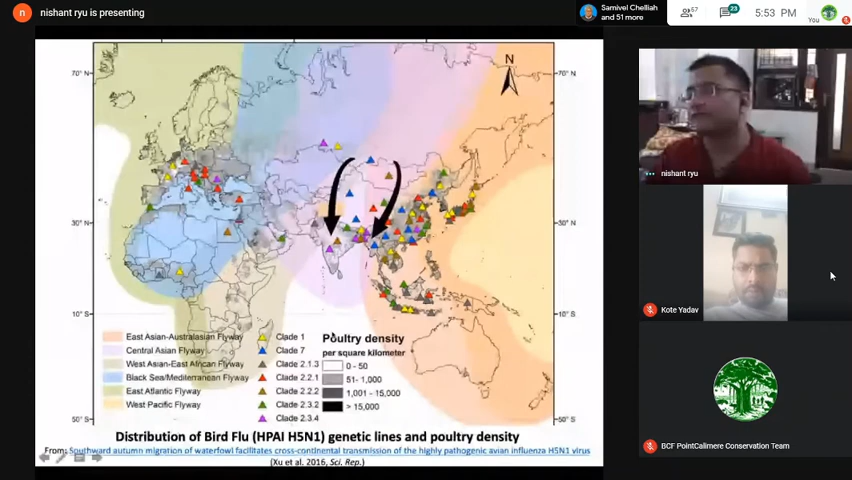 n nishant ryu is presenting
Samivel Chelliah
and 51 more
57
23
5:53 PM
You
70° N
N
70° N
30° N
30° N
10° S
10° S
50° S
50° S
East Asian-Australasian Flyway
Central Asian Flyway
West Asian-East African Flyway
Black Sea/Mediterranean Flyway
East Atlantic Flyway
West Pacific Flyway
Clade 1
Clade 7
Clade 2.1.3
Clade 2.2.1
Clade 2.2.2
Clade 2.3.2
Clade 2.3.4
Poultry density
per square kilometer
0 - 50
51- 1,000
1,001 - 15,000
> 15,000
Distribution of Bird Flu (HPAI H5N1) genetic lines and poultry density
From: Southward autumn migration of waterfowl facilitates cross-continental transmission of the highly pathogenic avian influenza H5N1 virus
(Xu et al. 2016, Sci. Rep.)
nishant ryu
Kote Yadav
BCF PointCalimere Conservation Team